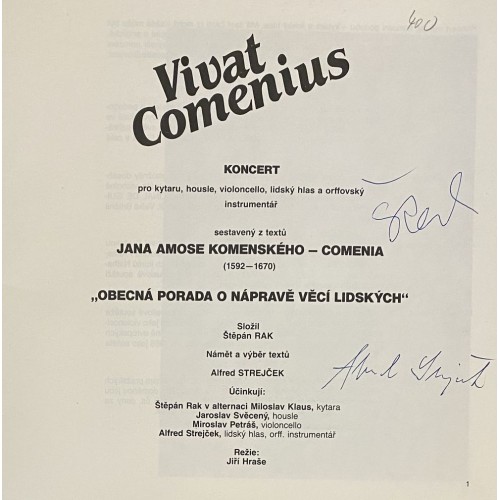 400
Vivat
Comenius
KONCERT
pro kytaru, housle, violoncello, lidský hlas a orffovský
instrumentář
sestavený z textů
JANA AMOSE KOMENSKÉHO – COMENIA
(1592—1670)
„OBECNÁ PORADA O NÁPRAVĚ VĚCÍ LIDSKÝCH"
Složil
Štěpán RAK
Námět a výběr textů
Alfred STREJČEK
Účinkují:
Štěpán Rak v alternaci Miloslav Klaus, kytara
Jaroslav Svěcený, housle
Miroslav Petráš, violoncello
Alfred Strejček, lidský hlas, orff. instrumentář
Režie:
Jiří Hraše
1